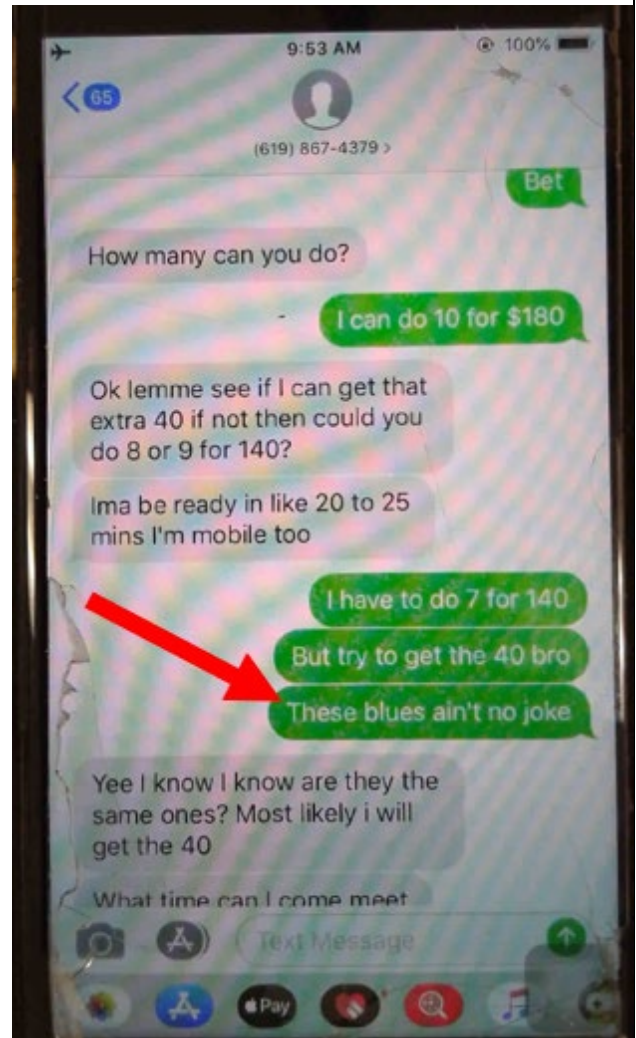 9:53 AM
100%
65
(619) 867-4379 >
Bet
How many can you do?
I can do 10 for $180
Ok lemme see if I can get that
extra 40 if not then could you
do 8 or 9 for 140?
Ima be ready in like 20 to 25
mins I'm mobile too
I have to do 7 for 140
But try to get the 40 bro
These blues ain't no joke
Yee I know I know are they the
same ones? Most likely i will
get the 40
What time can I come meet
Text Message
Pay